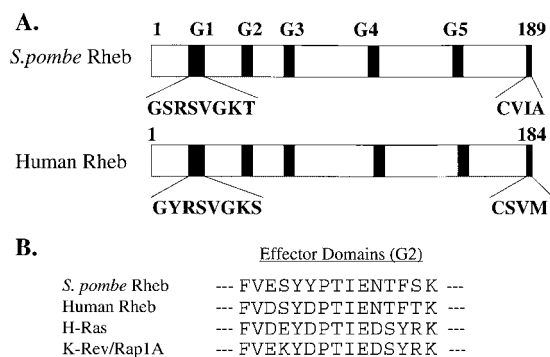 A.
1 G1 G2 G3 G4 G5 189
S.pombe Rheb
GSRSVGKT CVIA
1 184
Human Rheb
GYRSVGKS CSVM
B.
Effector Domains (G2)
S. pombe Rheb --- FVESYYPTIENTFSK ---
Human Rheb --- FVDSYDPTIENTFTK ---
H-Ras --- FVDEYDPTIEDSYRK ---
K-Rev/Rap1A --- FVEKYDPTIEDSYRK ---